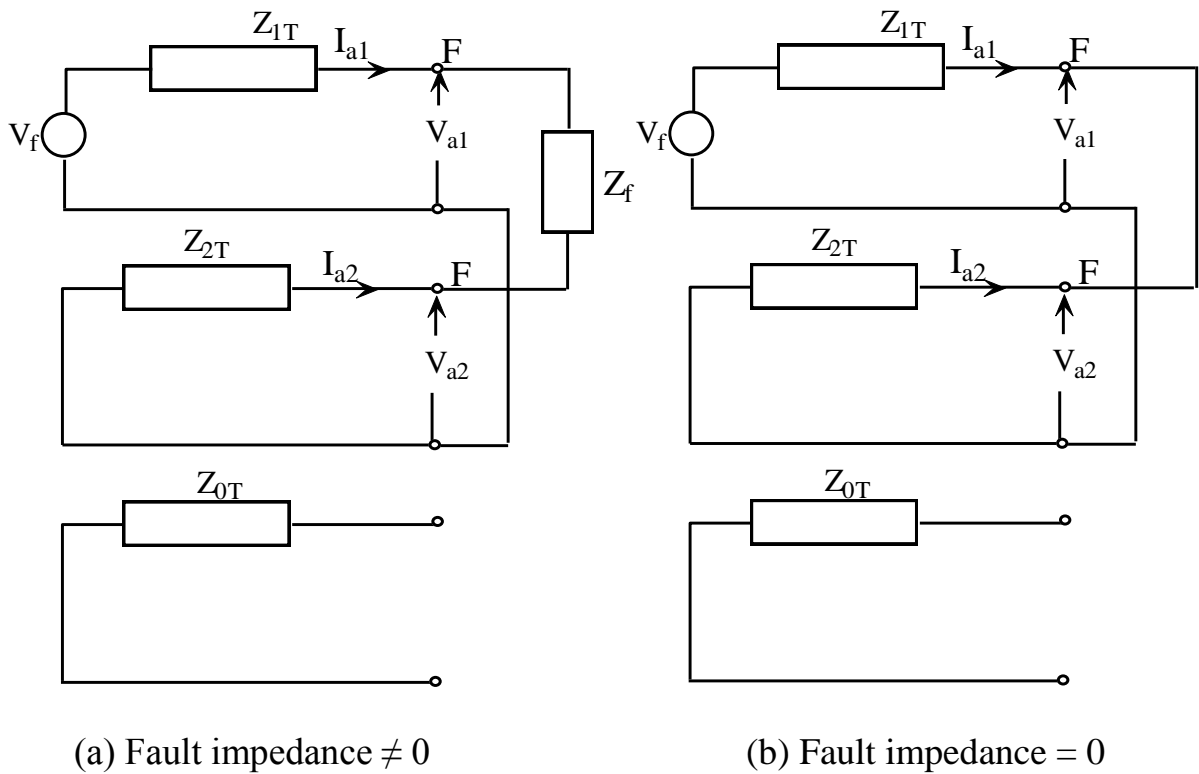 Z1T
Ia1
F
Vf
Va1
Zf
Z2T
Ia2
F
Va2
Z0T
(a) Fault impedance ≠ 0
Z1T
Ia1
F
Vf
Va1
Z2T
Ia2
F
Va2
Z0T
(b) Fault impedance = 0